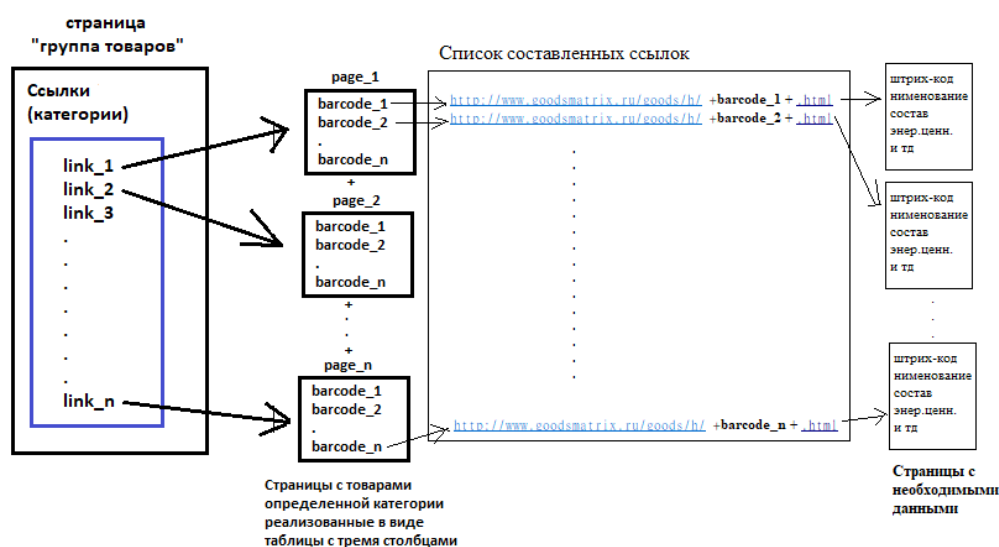 страница
"группа товаров"
Ссылки
(категории)
link_1
link_2
link_3
.
.
.
.
.
.
link_n
page_1
barcode_1
barcode_2
.
barcode_n
+
page_2
barcode_1
barcode_2
.
barcode_n
+
.
.
+
page_n
barcode_1
barcode_2
.
barcode_n
Страницы с товарами
определенной категории
реализованные в виде
таблицы с тремя столбцами
Список составленных ссылок
http://www.goodsmatrix.ru/goods/h/ +barcode_1 + .html
http://www.goodsmatrix.ru/goods/h/ +barcode_2 + .html
.
.
.
.
.
.
.
.
.
.
.
.
.
http://www.goodsmatrix.ru/goods/h/ +barcode_n + .html
штрих-код
нименование
состав
энер.ценн.
и тд
штрих-код
нименование
состав
энер.ценн.
и тд
.
.
.
штрих-код
нименование
состав
энер.ценн.
и тд
Страницы с
необходимыми
данными